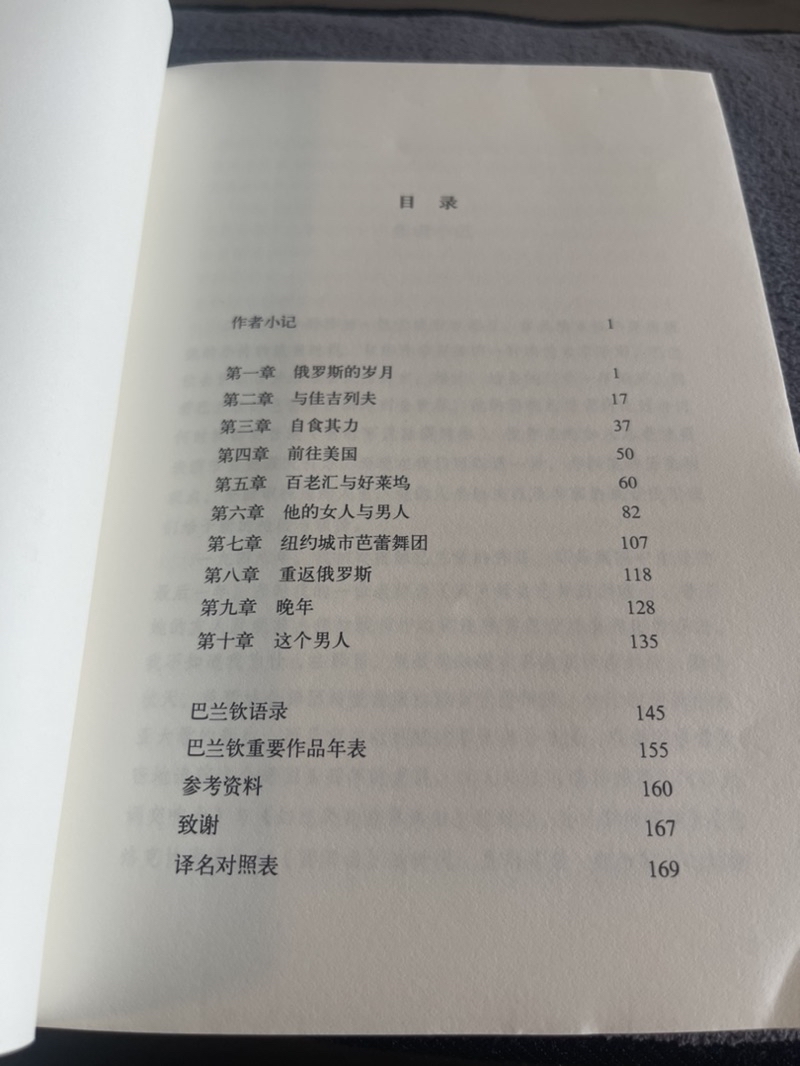 目 录
作者小记 1
第一章 俄罗斯的岁月 1
第二章 与佳吉列夫 17
第三章 自食其力 37
第四章 前往美国 50
第五章 百老汇与好莱坞 60
第六章 他的女人与男人 82
第七章 纽约城市芭蕾舞团 107
第八章 重返俄罗斯 118
第九章 晚年 128
第十章 这个男人 135
巴兰钦语录 145
巴兰钦重要作品年表 155
参考资料 160
致谢 167
译名对照表 169